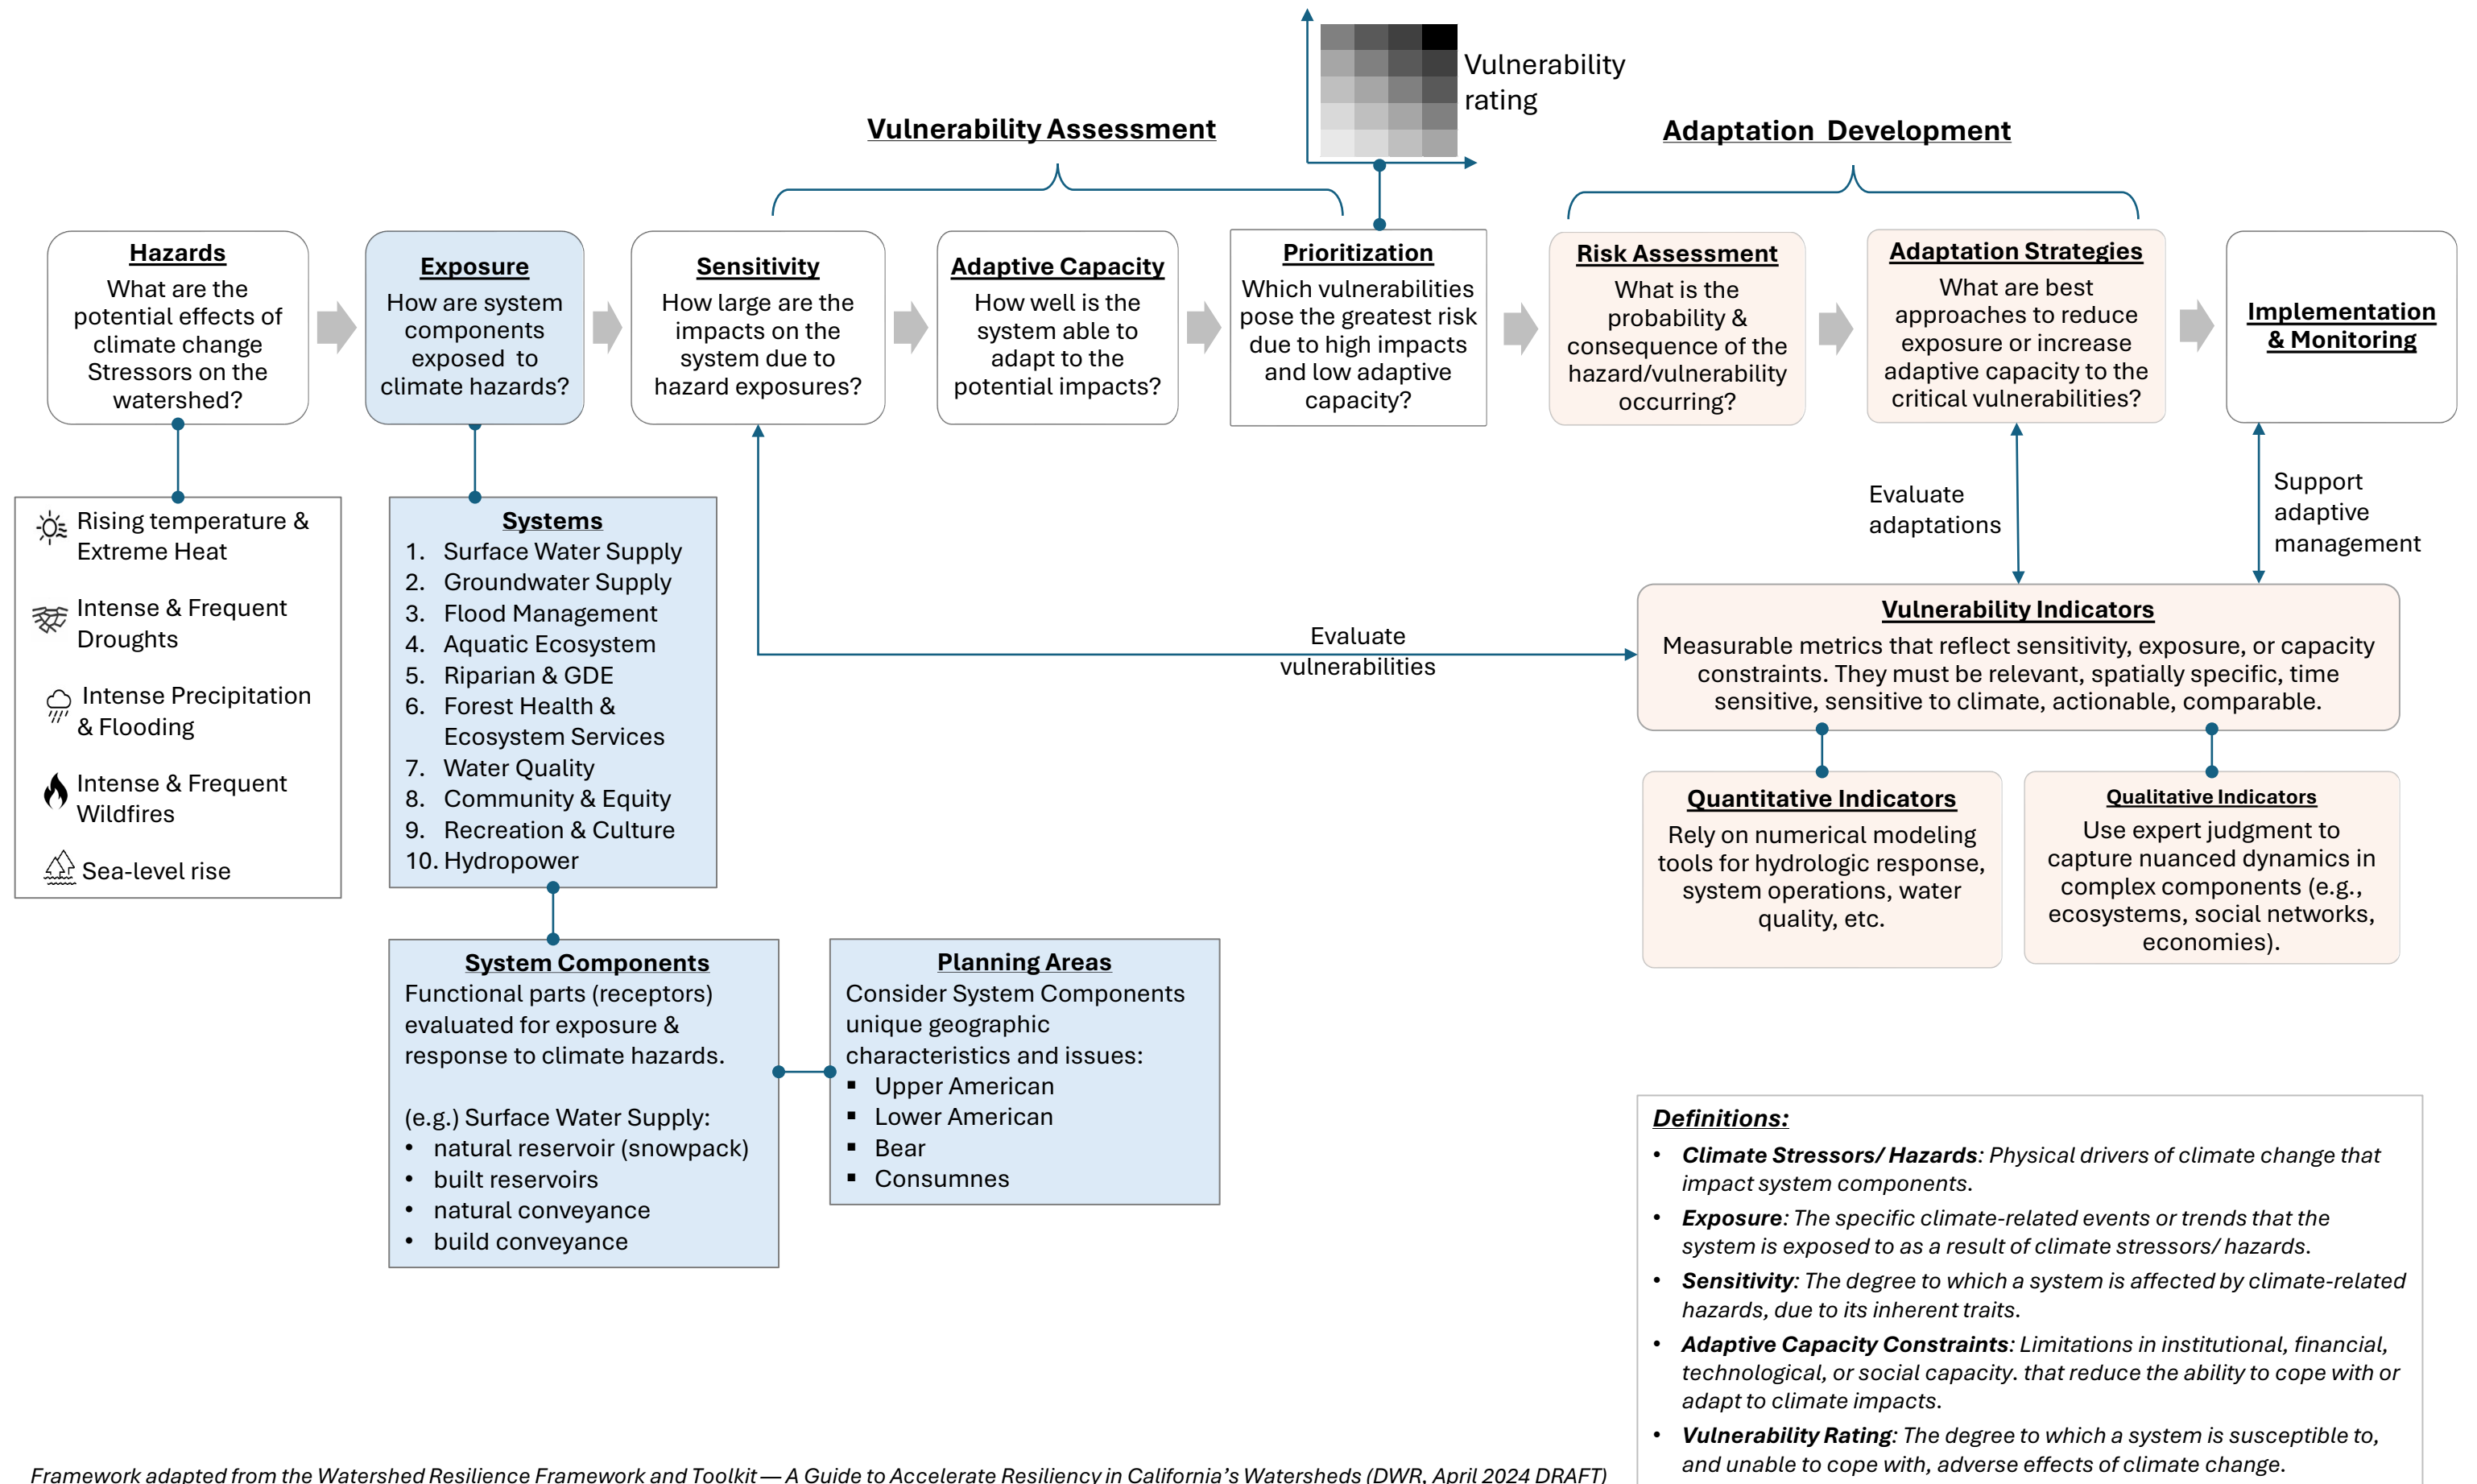 Vulnerability
rating
Vulnerability Assessment
Adaptation Development
Hazards
What are the
potential effects of
climate change
Stressors on the
watershed?
Exposure
How are system
components
exposed to
climate hazards?
Sensitivity
How large are the
impacts on the
system due to
hazard exposures?
Adaptive Capacity
How well is the
system able to
adapt to the
potential impacts?
Prioritization
Which vulnerabilities
pose the greatest risk
due to high impacts
and low adaptive
capacity?
Risk Assessment
What is the
probability &
consequence of the
hazard/vulnerability
occurring?
Adaptation Strategies
What are best
approaches to reduce
exposure or increase
adaptive capacity to the
critical vulnerabilities?
Implementation
& Monitoring
Rising temperature &
Extreme Heat
Intense & Frequent
Droughts
Intense Precipitation
& Flooding
Intense & Frequent
Wildfires
Sea-level rise
Systems
1. Surface Water Supply
2. Groundwater Supply
3. Flood Management
4. Aquatic Ecosystem
5. Riparian & GDE
6. Forest Health &
Ecosystem Services
7. Water Quality
8. Community & Equity
9. Recreation & Culture
10. Hydropower
Evaluate
vulnerabilities
Evaluate
adaptations
Support
adaptive
management
Vulnerability Indicators
Measurable metrics that reflect sensitivity, exposure, or capacity
constraints. They must be relevant, spatially specific, time
sensitive, sensitive to climate, actionable, comparable.
Quantitative Indicators
Rely on numerical modeling
tools for hydrologic response,
system operations, water
quality, etc.
Qualitative Indicators
Use expert judgment to
capture nuanced dynamics in
complex components (e.g.,
ecosystems, social networks,
economies).
System Components
Functional parts (receptors)
evaluated for exposure &
response to climate hazards.
(e.g.) Surface Water Supply:
• natural reservoir (snowpack)
• built reservoirs
• natural conveyance
• build conveyance
Planning Areas
Consider System Components
unique geographic
characteristics and issues:
▪ Upper American
▪ Lower American
▪ Bear
▪ Consumnes
Definitions:
• Climate Stressors/ Hazards: Physical drivers of climate change that
impact system components.
• Exposure: The specific climate-related events or trends that the
system is exposed to as a result of climate stressors/ hazards.
• Sensitivity: The degree to which a system is affected by climate-related
hazards, due to its inherent traits.
• Adaptive Capacity Constraints: Limitations in institutional, financial,
technological, or social capacity. that reduce the ability to cope with or
adapt to climate impacts.
• Vulnerability Rating: The degree to which a system is susceptible to,
and unable to cope with, adverse effects of climate change.
Framework adapted from the Watershed Resilience Framework and Toolkit — A Guide to Accelerate Resiliency in California's Watersheds (DWR, April 2024 DRAFT)